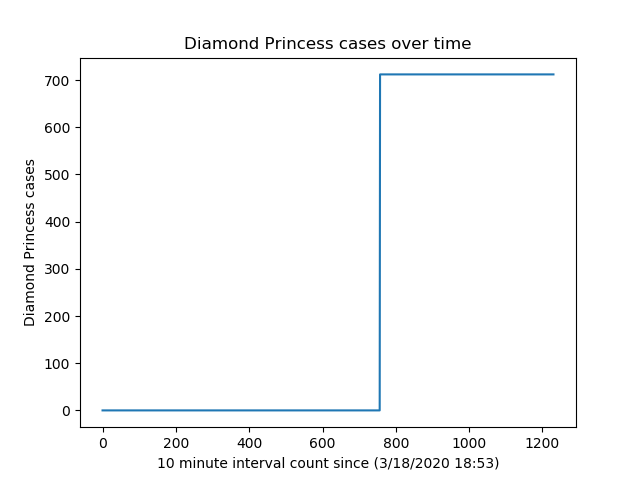 Diamond Princess cases over time
Diamond Princess cases
700
600
500
400
300
200
100
0
0 200 400 600 800 1000 1200
10 minute interval count since (3/18/2020 18:53)